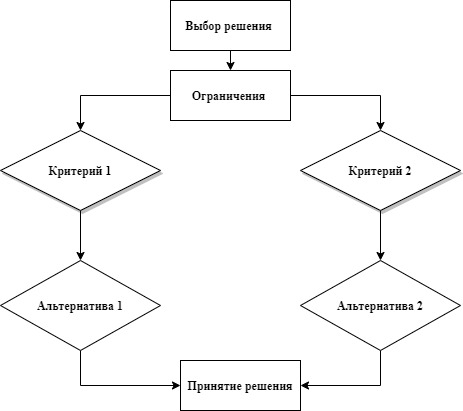 Выбор решения
Ограничения
Критерий 1
Критерий 2
Альтернатива 1
Альтернатива 2
Принятие решения